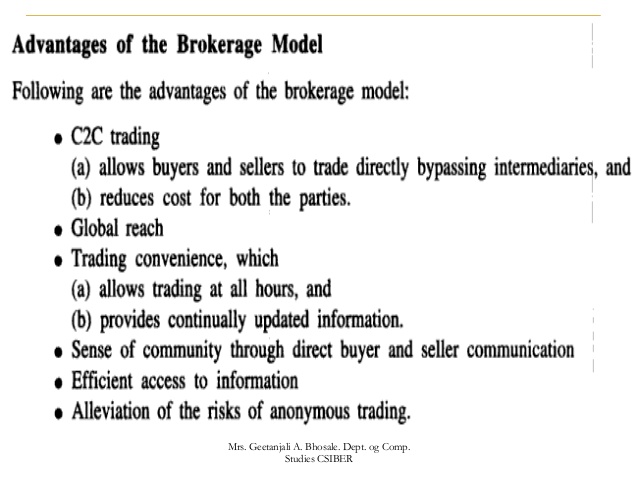 Advantages of the Brokerage Model
Following are the advantages of the brokerage model:
● C2C trading
(a) allows buyers and sellers to trade directly bypassing intermediaries, and
(b) reduces cost for both the parties.
● Global reach
● Trading convenience, which
(a) allows trading at all hours, and
(b) provides continually updated information.
● Sense of community through direct buyer and seller communication
● Efficient access to information
● Alleviation of the risks of anonymous trading.
Mrs. Geetanjali A. Bhosale. Dept. og Comp.
Studies CSIBER